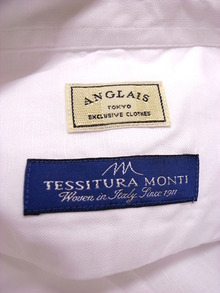 ANGLAIS
TOKYO
EXCLUSIVE CLOTHES
TESSITURA MONTI
Woven in Italy. Since 1911